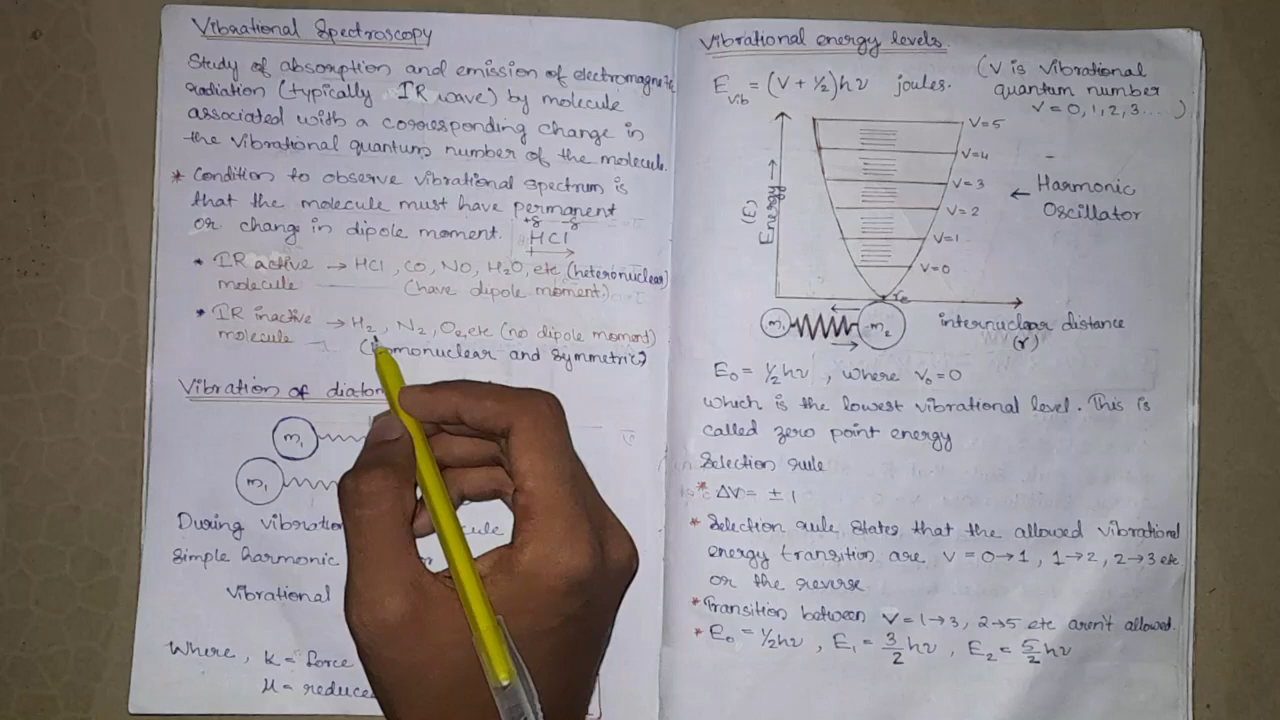 Vibrational Spectroscopy
Study of absorption and emission of electromagnetic
radiation (typically IR wave) by molecule
associated with a corresponding change in
the vibrational quantum number of the molecule.
* Condition to observe vibrational spectrum is
that the molecule must have permanent
or change in dipole moment.
+δ -δ
HCl
* IR active → HCl, CO, NO, H₂O, etc (heteronuclear)
molecule (have dipole moment)
* IR inactive → H₂, N₂, O₂, etc (no dipole moment)
molecule (homonuclear and symmetric)
Vibration of diatom
m₁
m₁
During vibration cule
simple harmonic or
Vibrational
Where, K = force
μ = reduced
Vibrational energy levels.
E_vib = (V + ½)hν joules. (V is vibrational
quantum number
V = 0, 1, 2, 3....)
V=5
V=4
V=3
V=2
V=1
V=0
(E)
Energy →
← Harmonic
Oscillator
re
m₁ m₂
internuclear distance
(r)
E₀ = ½hν, where V₀ = 0
which is the lowest vibrational level. This is
called zero point energy
Selection rule
* ΔV = ± 1
* Selection rule states that the allowed vibrational
energy transition are V = 0→1, 1→2, 2→3 etc
or the reverse.
* Transition between V = 1→3, 2→5 etc aren't allowed.
* E₀ = ½hν, E₁ = 3/2 hν, E₂ = 5/2 hν